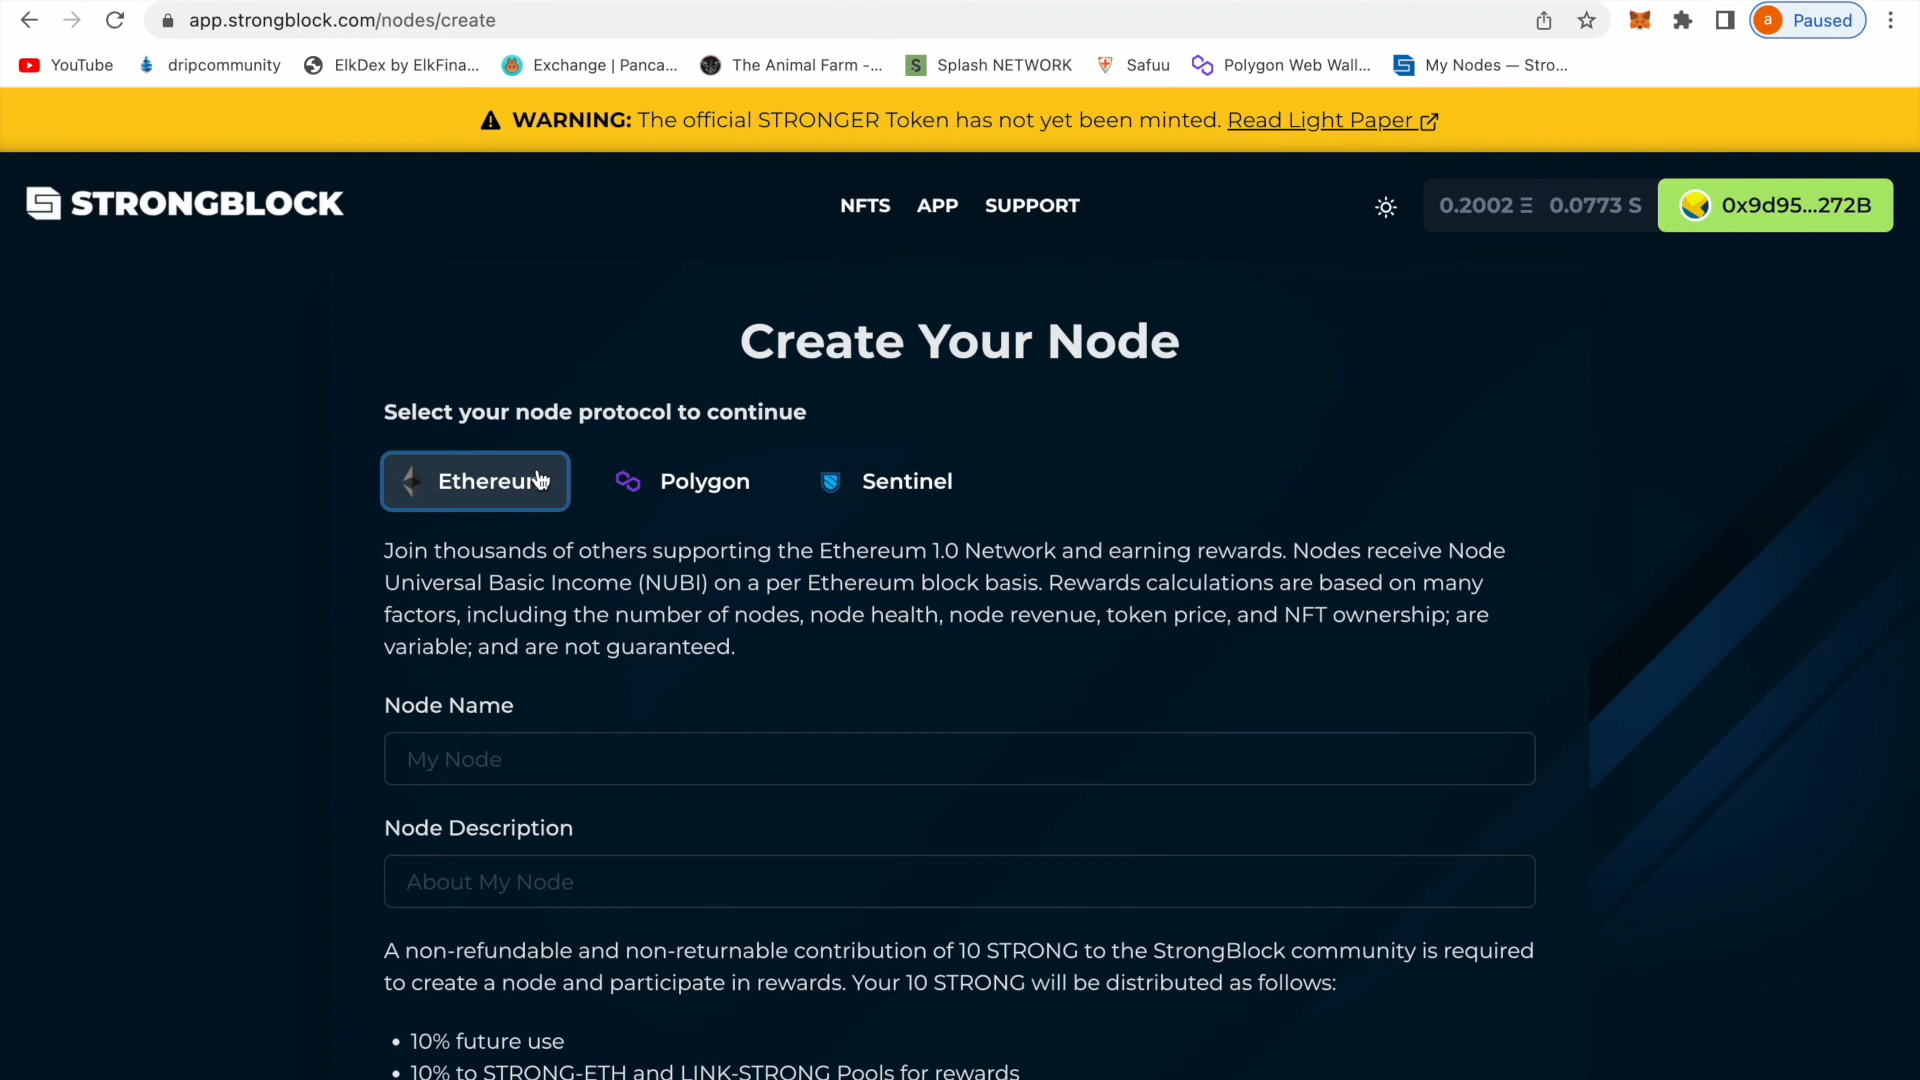 app.strongblock.com/nodes/create
a Paused
YouTube dripcommunity ElkDex by ElkFina... Exchange | Panca... The Animal Farm -... Splash NETWORK Safuu Polygon Web Wall... My Nodes — Stro...
WARNING: The official STRONGER Token has not yet been minted. Read Light Paper
STRONGBLOCK NFTS APP SUPPORT 0.2002 Ξ 0.0773 S 0x9d95...272B
Create Your Node
Select your node protocol to continue
Ethereum Polygon Sentinel
Join thousands of others supporting the Ethereum 1.0 Network and earning rewards. Nodes receive Node
Universal Basic Income (NUBI) on a per Ethereum block basis. Rewards calculations are based on many
factors, including the number of nodes, node health, node revenue, token price, and NFT ownership; are
variable; and are not guaranteed.
Node Name
My Node
Node Description
About My Node
A non-refundable and non-returnable contribution of 10 STRONG to the StrongBlock community is required
to create a node and participate in rewards. Your 10 STRONG will be distributed as follows:
• 10% future use
• 10% to STRONG-ETH and LINK-STRONG Pools for rewards